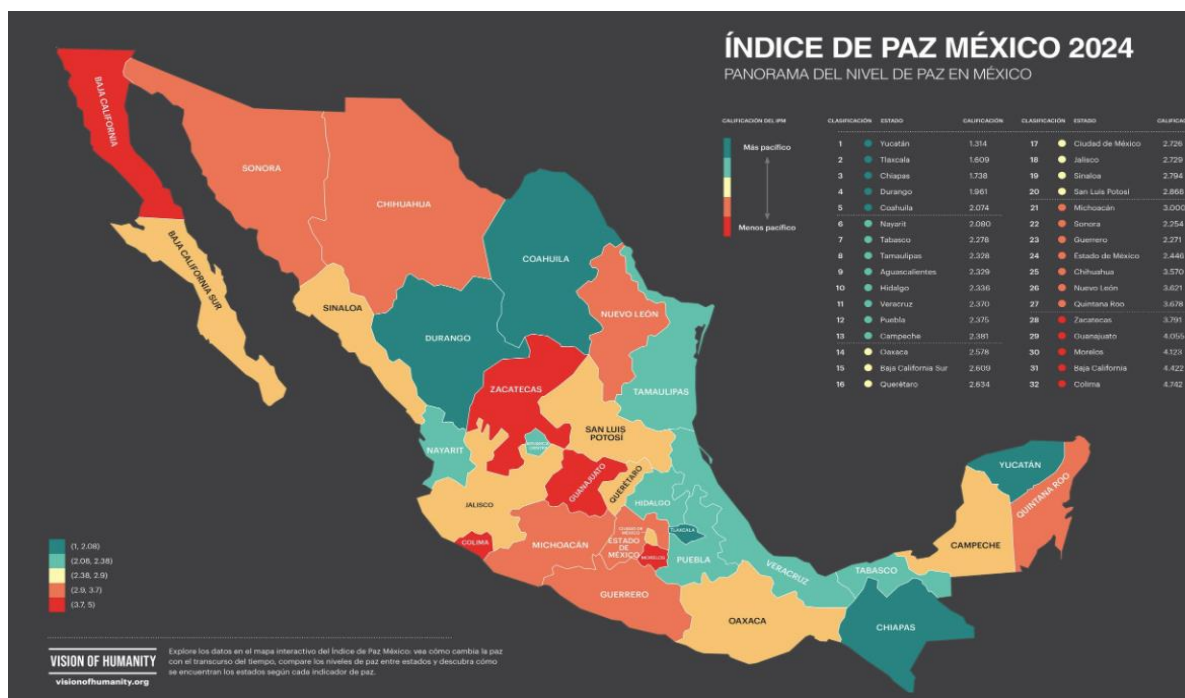 ÍNDICE DE PAZ MÉXICO 2024
PANORAMA DEL NIVEL DE PAZ EN MÉXICO
CALIFICACIÓN DEL IPM
Más pacífico
Menos pacífico
CLASIFICACIÓN ESTADO CALIFICACIÓN
1 Yucatán 1.314
2 Tlaxcala 1.609
3 Chiapas 1.738
4 Durango 1.961
5 Coahuila 2.074
6 Nayarit 2.080
7 Tabasco 2.276
8 Tamaulipas 2.328
9 Aguascalientes 2.329
10 Hidalgo 2.336
11 Veracruz 2.370
12 Puebla 2.375
13 Campeche 2.381
14 Oaxaca 2.578
15 Baja California Sur 2.609
16 Querétaro 2.634
CLASIFICACIÓN ESTADO CALIFICAC
17 Ciudad de México 2.726
18 Jalisco 2.729
19 Sinaloa 2.794
20 San Luis Potosí 2.868
21 Michoacán 3.000
22 Sonora 2.254
23 Guerrero 2.271
24 Estado de México 2.446
25 Chihuahua 3.570
26 Nuevo León 3.621
27 Quintana Roo 3.678
28 Zacatecas 3.791
29 Guanajuato 4.055
30 Morelos 4.123
31 Baja California 4.422
32 Colima 4.742
BAJA CALIFORNIA
SONORA
CHIHUAHUA
BAJA CALIFORNIA SUR
COAHUILA
SINALOA
NUEVO LEÓN
DURANGO
ZACATECAS
TAMAULIPAS
SAN LUIS
POTOSÍ
NAYARIT
GUANAJUATO
QUERÉTARO
JALISCO
HIDALGO
COLIMA
MICHOACÁN
CIUDAD DE
MÉXICO
ESTADO
DE
MÉXICO
TLAXCALA
MORELOS
PUEBLA
VERACRUZ
GUERRERO
OAXACA
TABASCO
CHIAPAS
CAMPECHE
YUCATÁN
QUINTANA ROO
(1, 2.08)
(2.08, 2.38)
(2.38, 2.9)
(2.9, 3.7)
(3.7, 5)
VISION OF HUMANITY
visionofhumanity.org
Explore los datos en el mapa interactivo del Índice de Paz México: vea cómo cambia la paz
con el transcurso del tiempo, compare los niveles de paz entre estados y descubra cómo
se encuentran los estados según cada indicador de paz.